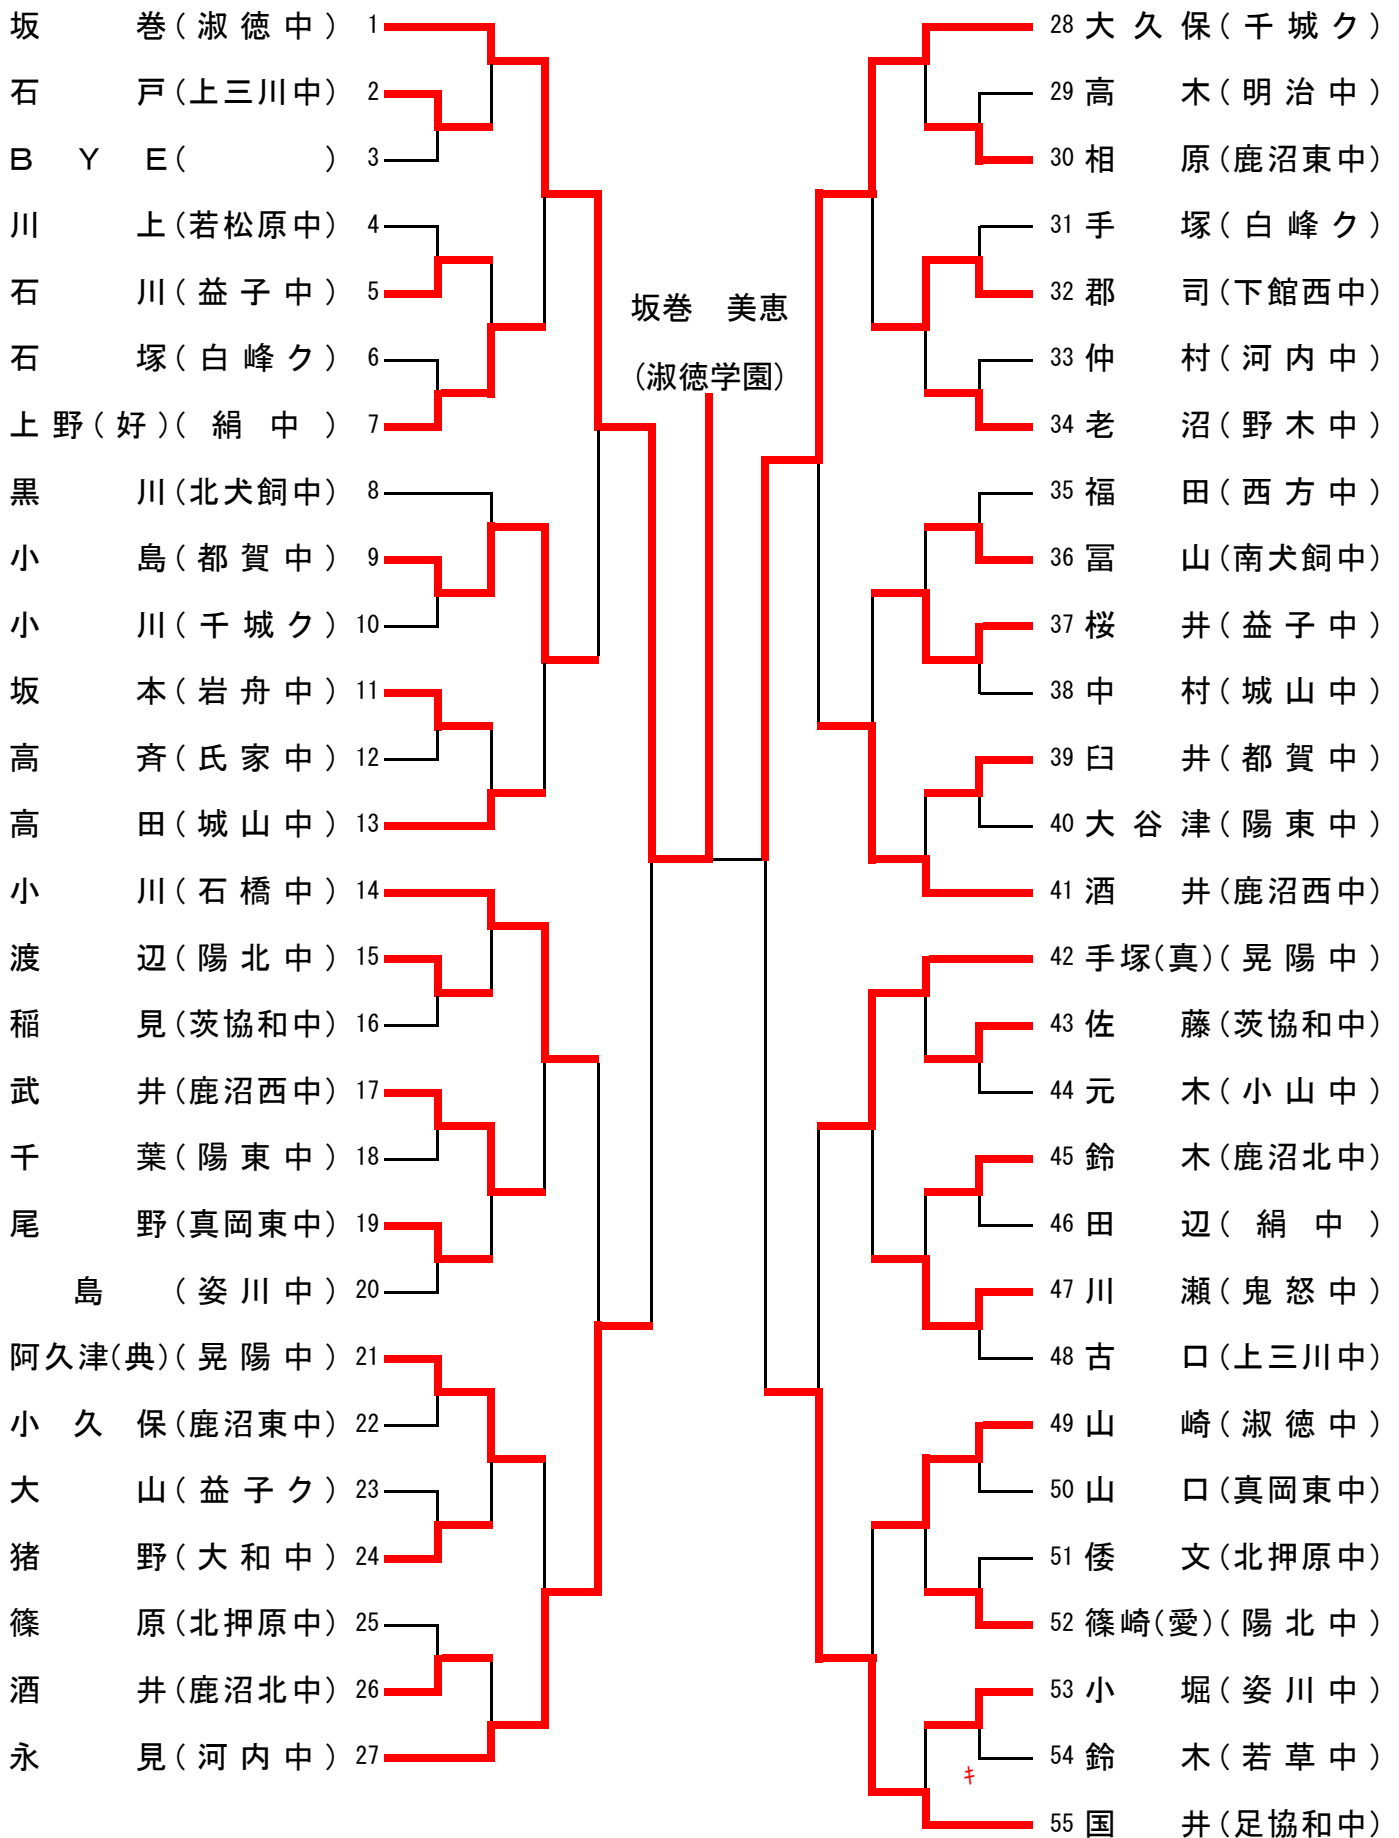 坂 巻(淑徳中) 1
石 戸(上三川中) 2
B Y E( ) 3
川 上(若松原中) 4
石 川(益子中) 5
石 塚(白峰ク) 6
上野(好)(絹中) 7
黒 川(北犬飼中) 8
小 島(都賀中) 9
小 川(千城ク) 10
坂 本(岩舟中) 11
高 斉(氏家中) 12
高 田(城山中) 13
小 川(石橋中) 14
渡 辺(陽北中) 15
稲 見(茨協和中) 16
武 井(鹿沼西中) 17
千 葉(陽東中) 18
尾 野(真岡東中) 19
島 (姿川中) 20
阿久津(典)(晃陽中) 21
小久保(鹿沼東中) 22
大 山(益子ク) 23
猪 野(大和中) 24
篠 原(北押原中) 25
酒 井(鹿沼北中) 26
永 見(河内中) 27
坂巻 美恵
(淑徳学園)
28 大久保(千城ク)
29 高 木(明治中)
30 相 原(鹿沼東中)
31 手 塚(白峰ク)
32 郡 司(下館西中)
33 仲 村(河内中)
34 老 沼(野木中)
35 福 田(西方中)
36 冨 山(南犬飼中)
37 桜 井(益子中)
38 中 村(城山中)
39 臼 井(都賀中)
40 大谷津(陽東中)
41 酒 井(鹿沼西中)
42 手塚(真)(晃陽中)
43 佐 藤(茨協和中)
44 元 木(小山中)
45 鈴 木(鹿沼北中)
46 田 辺(絹中)
47 川 瀬(鬼怒中)
48 古 口(上三川中)
49 山 崎(淑徳中)
50 山 口(真岡東中)
51 倭 文(北押原中)
52 篠崎(愛)(陽北中)
53 小 堀(姿川中)
54 鈴 木(若草中)
ｷ
55 国 井(足協和中)